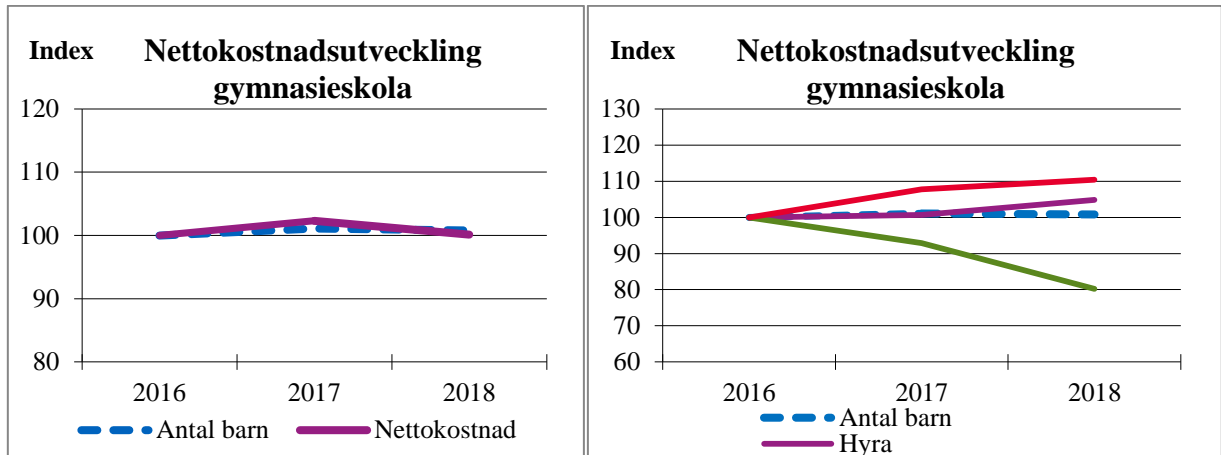 Index
Nettokostnadsutveckling
gymnasieskola
120
110
100
90
80
2016 2017 2018
Antal barn Nettokostnad
Index
Nettokostnadsutveckling
gymnasieskola
130
120
110
100
90
80
70
60
2016 2017 2018
Antal barn
Hyra